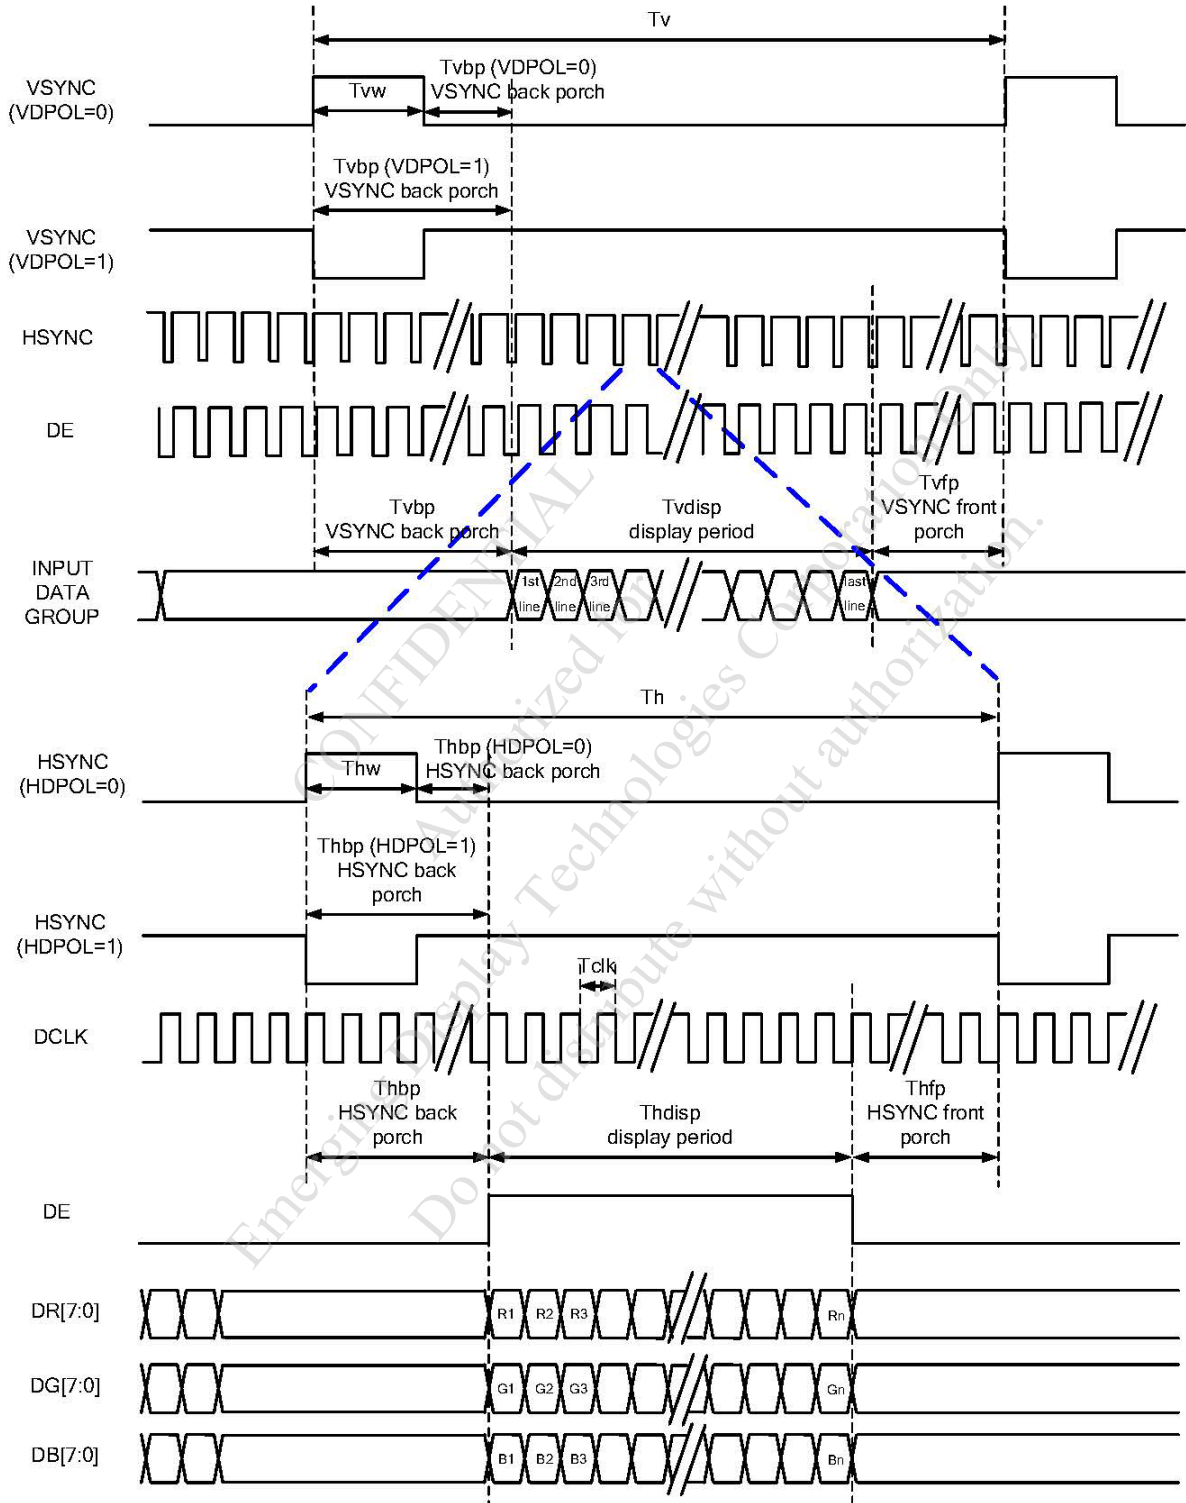 Tv
VSYNC
(VDPOL=0)
Tvw
Tvbp (VDPOL=0)
VSYNC back porch
Tvbp (VDPOL=1)
VSYNC back porch
VSYNC
(VDPOL=1)
HSYNC
DE
Tvbp
VSYNC back porch
Tvdisp
display period
Tvfp
VSYNC front
porch
INPUT
DATA
GROUP
1st
line
2nd
line
3rd
line
last
line
Th
HSYNC
(HDPOL=0)
Thw
Thbp (HDPOL=0)
HSYNC back porch
Thbp (HDPOL=1)
HSYNC back
porch
HSYNC
(HDPOL=1)
Tclk
DCLK
Thbp
HSYNC back
porch
Thdisp
display period
Thfp
HSYNC front
porch
DE
DR[7:0]
R1 R2 R3 Rn
DG[7:0]
G1 G2 G3 Gn
DB[7:0]
B1 B2 B3 Bn
CONFIDENTIAL
Authorized for
Emerging Display Technologies Corporation Only.
Do not distribute without authorization.